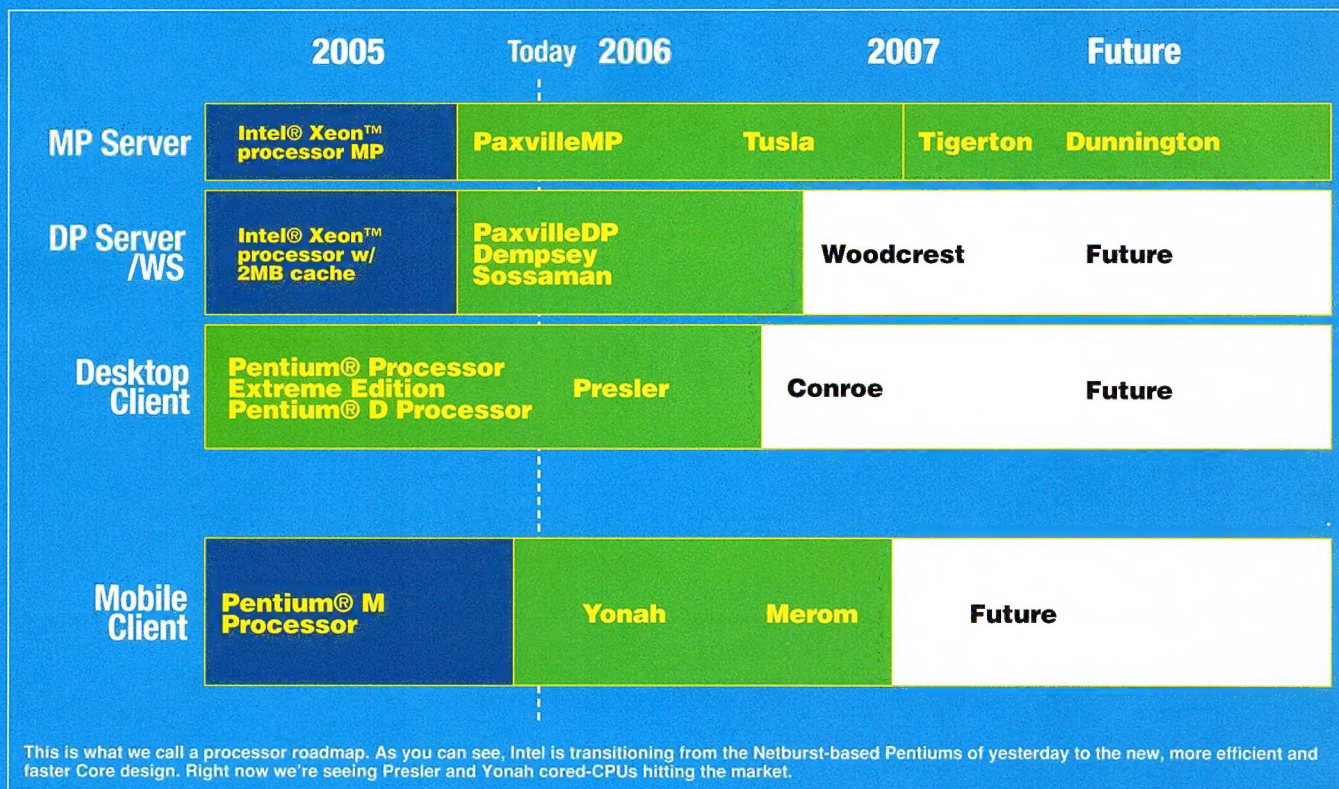 2005 Today 2006 2007 Future
MP Server
Intel® Xeon™
processor MP
PaxvilleMP Tusla Tigerton Dunnington
DP Server
/WS
Intel® Xeon™
processor w/
2MB cache
PaxvilleDP
Dempsey
Sossaman
Woodcrest Future
Desktop
Client
Pentium® Processor
Extreme Edition
Pentium® D Processor
Presler Conroe Future
Mobile
Client
Pentium® M
Processor
Yonah Merom Future
This is what we call a processor roadmap. As you can see, Intel is transitioning from the Netburst-based Pentiums of yesterday to the new, more efficient and
faster Core design. Right now we're seeing Presler and Yonah cored-CPUs hitting the market.